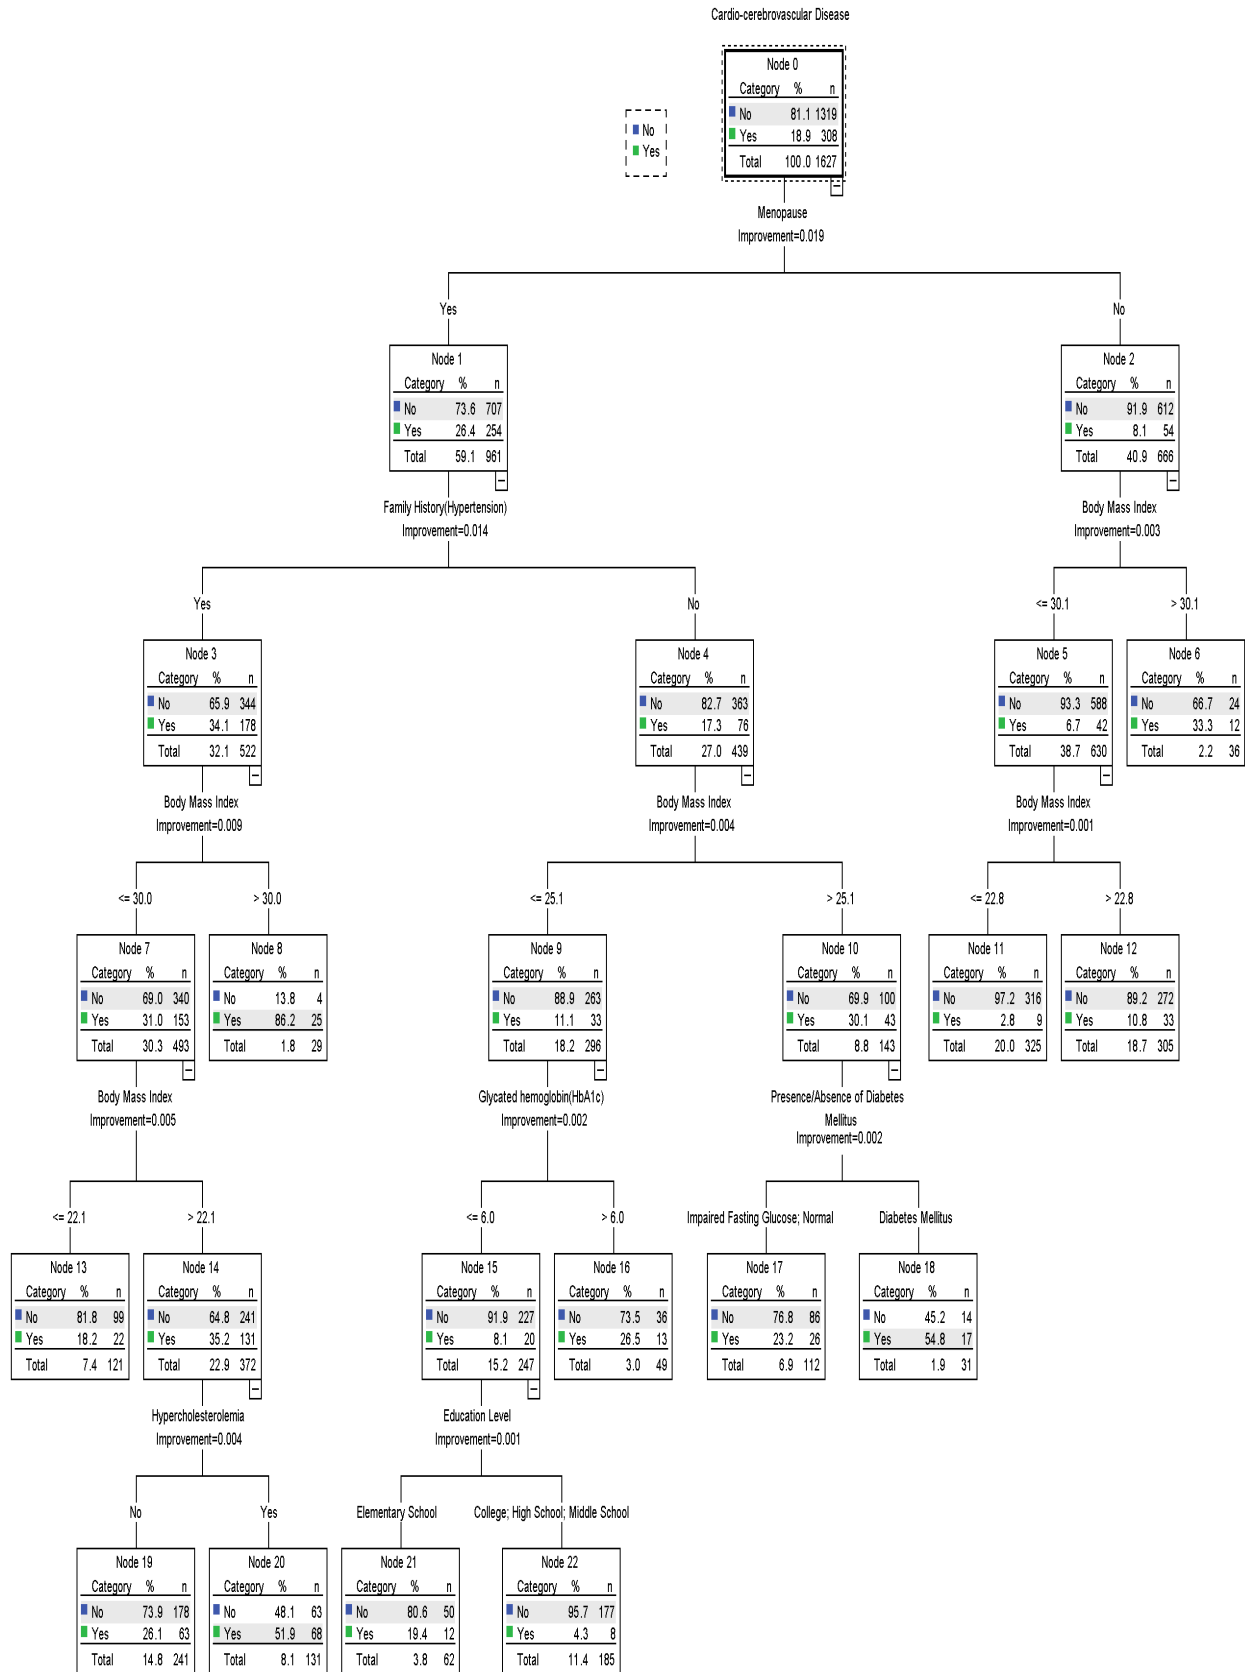 Cardio-cerebrovascular Disease
Node 0
Category % n
No 81.1 1319
Yes 18.9 308
Total 100.0 1627
No
Yes
Menopause
Improvement=0.019
Yes
No
Node 1
Category % n
No 73.6 707
Yes 26.4 254
Total 59.1 961
Node 2
Category % n
No 91.9 612
Yes 8.1 54
Total 40.9 666
Family History(Hypertension)
Improvement=0.014
Body Mass Index
Improvement=0.003
Yes
No
<= 30.1
> 30.1
Node 3
Category % n
No 65.9 344
Yes 34.1 178
Total 32.1 522
Node 4
Category % n
No 82.7 363
Yes 17.3 76
Total 27.0 439
Node 5
Category % n
No 93.3 588
Yes 6.7 42
Total 38.7 630
Node 6
Category % n
No 66.7 24
Yes 33.3 12
Total 2.2 36
Body Mass Index
Improvement=0.009
Body Mass Index
Improvement=0.004
Body Mass Index
Improvement=0.001
<= 30.0
> 30.0
<= 25.1
> 25.1
<= 22.8
> 22.8
Node 7
Category % n
No 69.0 340
Yes 31.0 153
Total 30.3 493
Node 8
Category % n
No 13.8 4
Yes 86.2 25
Total 1.8 29
Node 9
Category % n
No 88.9 263
Yes 11.1 33
Total 18.2 296
Node 10
Category % n
No 69.9 100
Yes 30.1 43
Total 8.8 143
Node 11
Category % n
No 97.2 316
Yes 2.8 9
Total 20.0 325
Node 12
Category % n
No 89.2 272
Yes 10.8 33
Total 18.7 305
Body Mass Index
Improvement=0.005
Glycated hemoglobin(HbA1c)
Improvement=0.002
Presence/Absence of Diabetes
Mellitus
Improvement=0.002
<= 22.1
> 22.1
<= 6.0
> 6.0
Impaired Fasting Glucose; Normal
Diabetes Mellitus
Node 13
Category % n
No 81.8 99
Yes 18.2 22
Total 7.4 121
Node 14
Category % n
No 64.8 241
Yes 35.2 131
Total 22.9 372
Node 15
Category % n
No 91.9 227
Yes 8.1 20
Total 15.2 247
Node 16
Category % n
No 73.5 36
Yes 26.5 13
Total 3.0 49
Node 17
Category % n
No 76.8 86
Yes 23.2 26
Total 6.9 112
Node 18
Category % n
No 45.2 14
Yes 54.8 17
Total 1.9 31
Hypercholesterolemia
Improvement=0.004
Education Level
Improvement=0.001
No
Yes
Elementary School
College; High School; Middle School
Node 19
Category % n
No 73.9 178
Yes 26.1 63
Total 14.8 241
Node 20
Category % n
No 48.1 63
Yes 51.9 68
Total 8.1 131
Node 21
Category % n
No 80.6 50
Yes 19.4 12
Total 3.8 62
Node 22
Category % n
No 95.7 177
Yes 4.3 8
Total 11.4 185